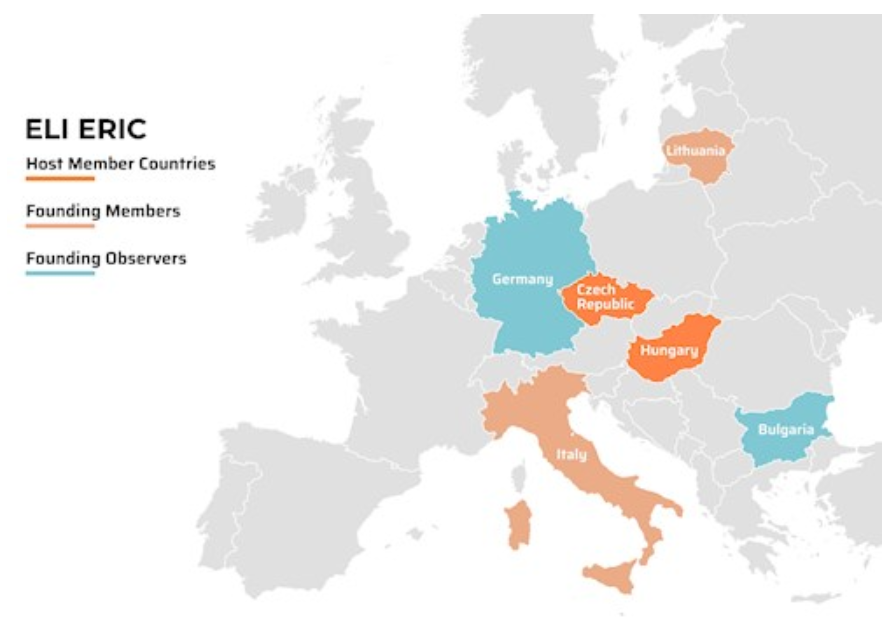 ELI ERIC
Host Member Countries
Founding Members
Founding Observers
Lithuania
Germany
Czech
Republic
Hungary
Bulgaria
Italy